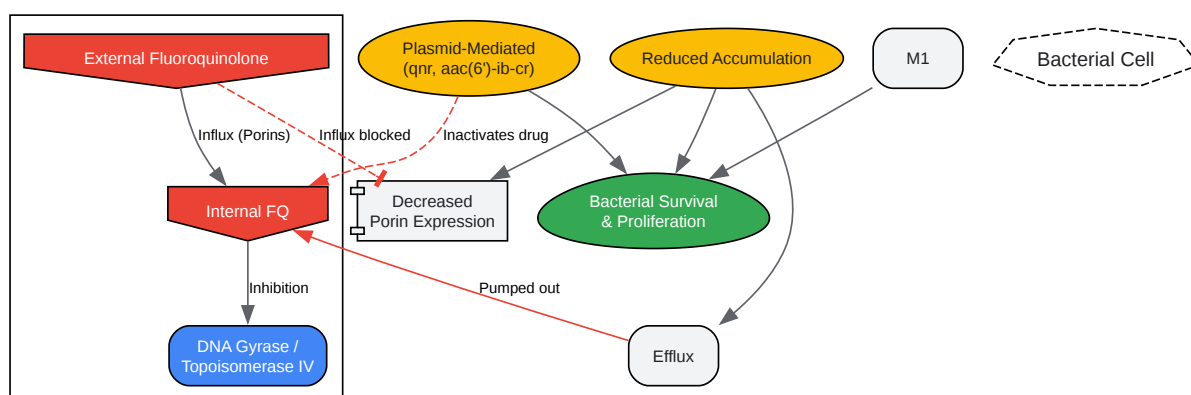 External Fluoroquinolone
Plasmid-Mediated
(qnr, aac(6')-ib-cr)
Reduced Accumulation
M1
Bacterial Cell
Influx (Porins)
Influx blocked
Inactivates drug
Internal FQ
Decreased
Porin Expression
Bacterial Survival
& Proliferation
Inhibition
Pumped out
DNA Gyrase /
Topoisomerase IV
Efflux